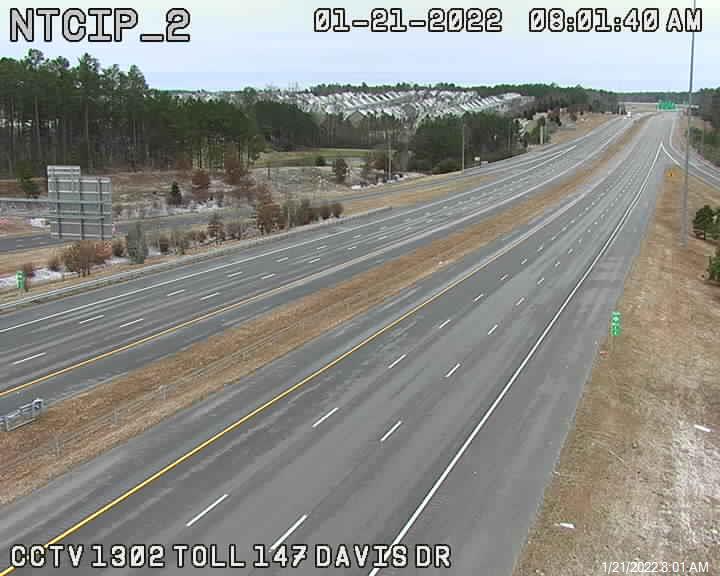 NTCIP_2 01-21-2022 08:01:40 AM
CCTV 1302 TOLL 147 DAVIS DR
1/21/2022 8:01 AM